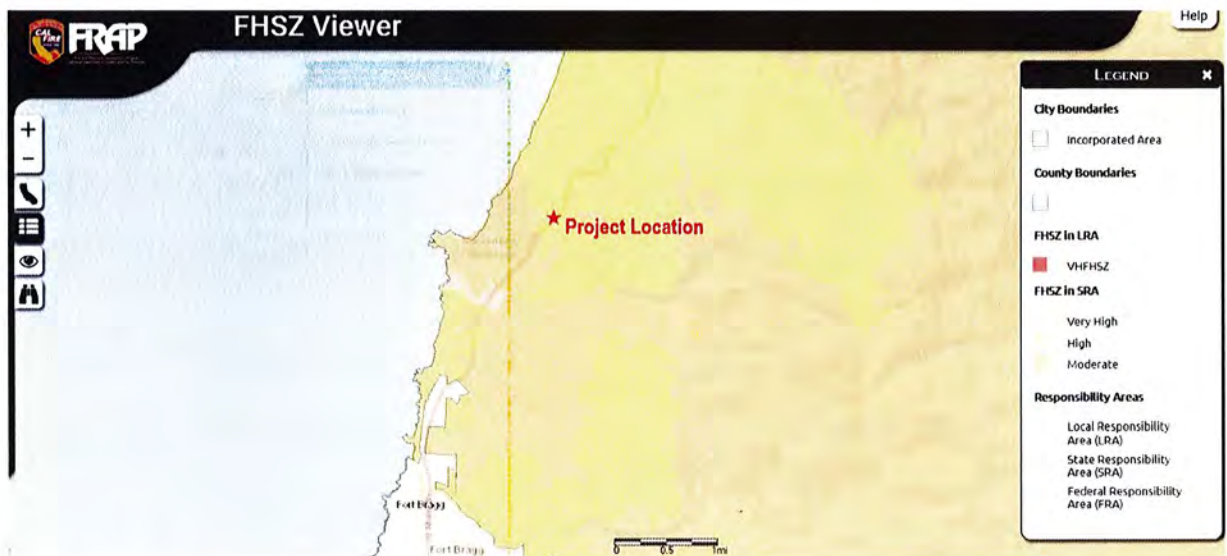 FHSZ Viewer
Help
CAL
FIRE
FRAP
LEGEND
City Boundaries
Incorporated Area
County Boundaries
FHSZ in LRA
VHFHSZ
FHSZ in SRA
Very High
High
Moderate
Responsibility Areas
Local Responsibility
Area (LRA)
State Responsibility
Area (SRA)
Federal Responsibility
Area (FRA)
+
−
Project Location
Fort Bragg
Fort Bragg
0 0.5 1mi